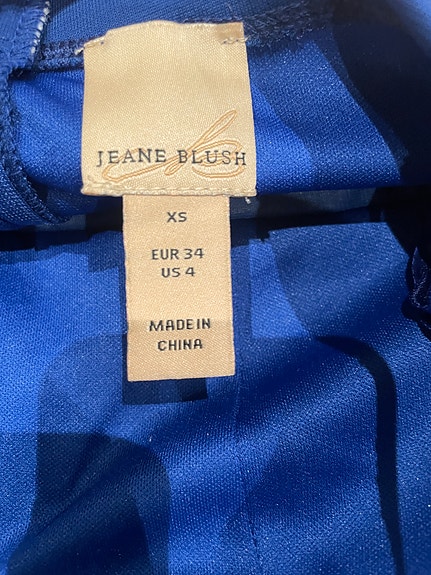 JEANE BLUSH
XS
EUR 34
US 4
MADE IN
CHINA